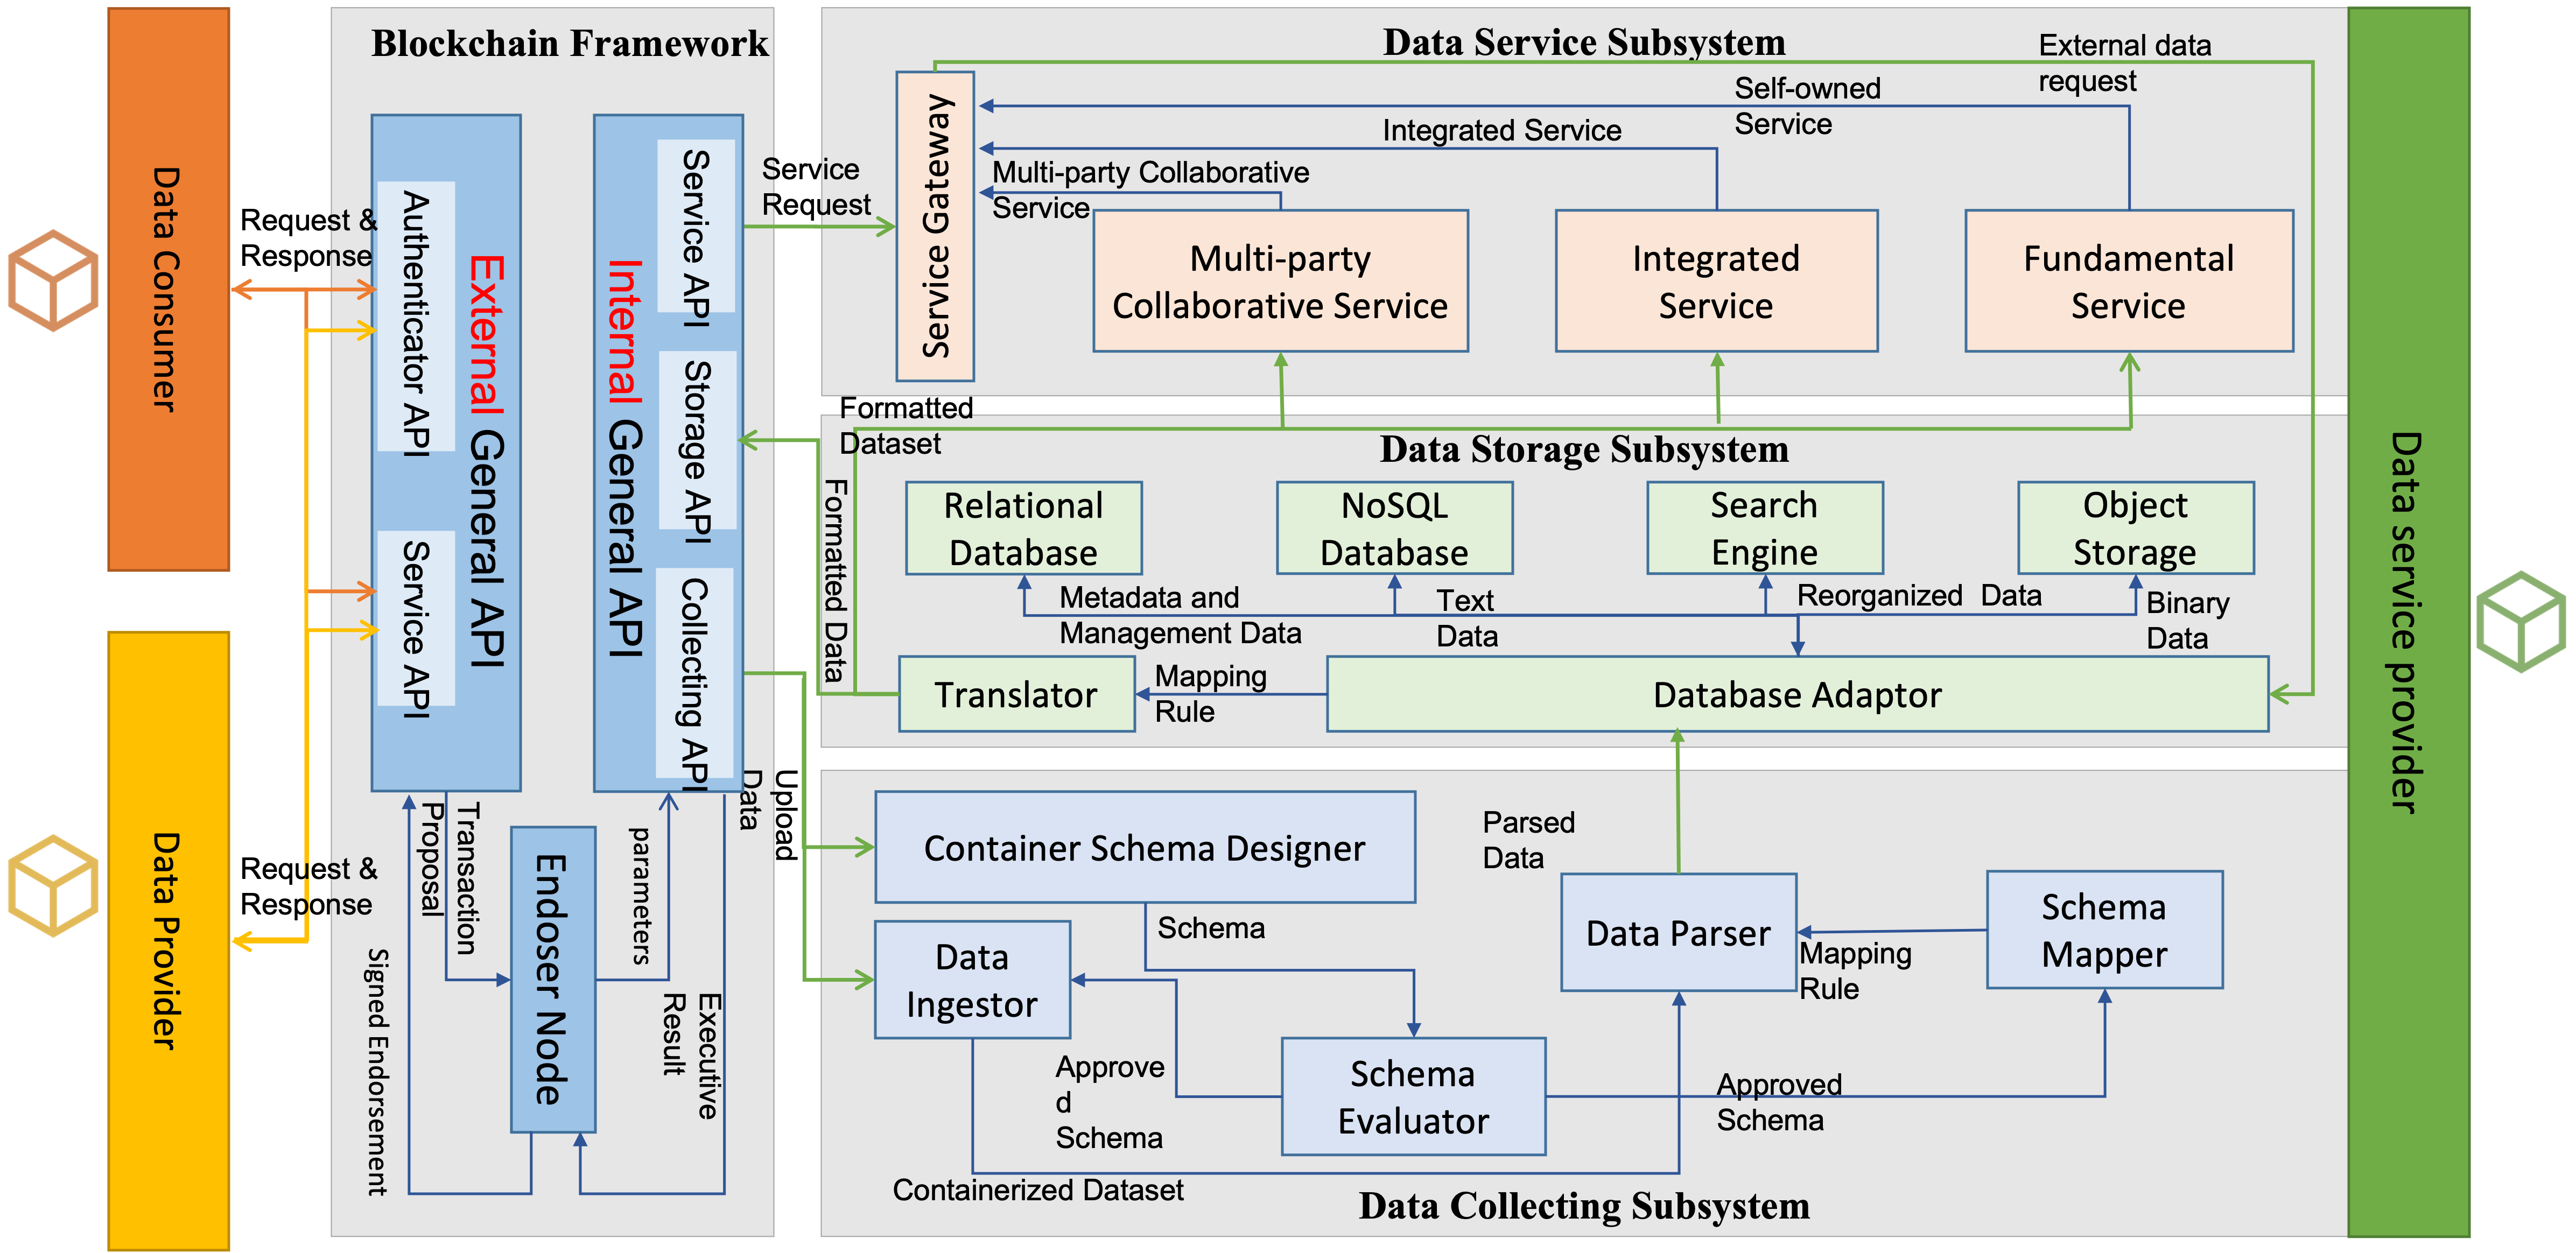 Data Consumer
Data Provider
Request &
Response
Request &
Response
Blockchain Framework
Authenticator API
Service API
External General API
Internal General API
Service API
Storage API
Collecting API
Transaction
Proposal
Signed Endorsement
Endoser Node
parameters
Executive
Result
Upload
Data
Service
Request
Data Service Subsystem
External data
request
Self-owned
Service
Integrated Service
Multi-party Collaborative
Service
Service Gateway
Multi-party
Collaborative Service
Integrated
Service
Fundamental
Service
Formatted
Dataset
Data Storage Subsystem
Formatted Data
Relational
Database
NoSQL
Database
Search
Engine
Object
Storage
Metadata and
Management Data
Text
Data
Reorganized Data
Binary
Data
Translator
Mapping
Rule
Database Adaptor
Container Schema Designer
Parsed
Data
Schema
Data
Ingestor
Data Parser
Schema
Mapper
Mapping
Rule
Approve
d
Schema
Schema
Evaluator
Approved
Schema
Containerized Dataset
Data Collecting Subsystem
Data service provider